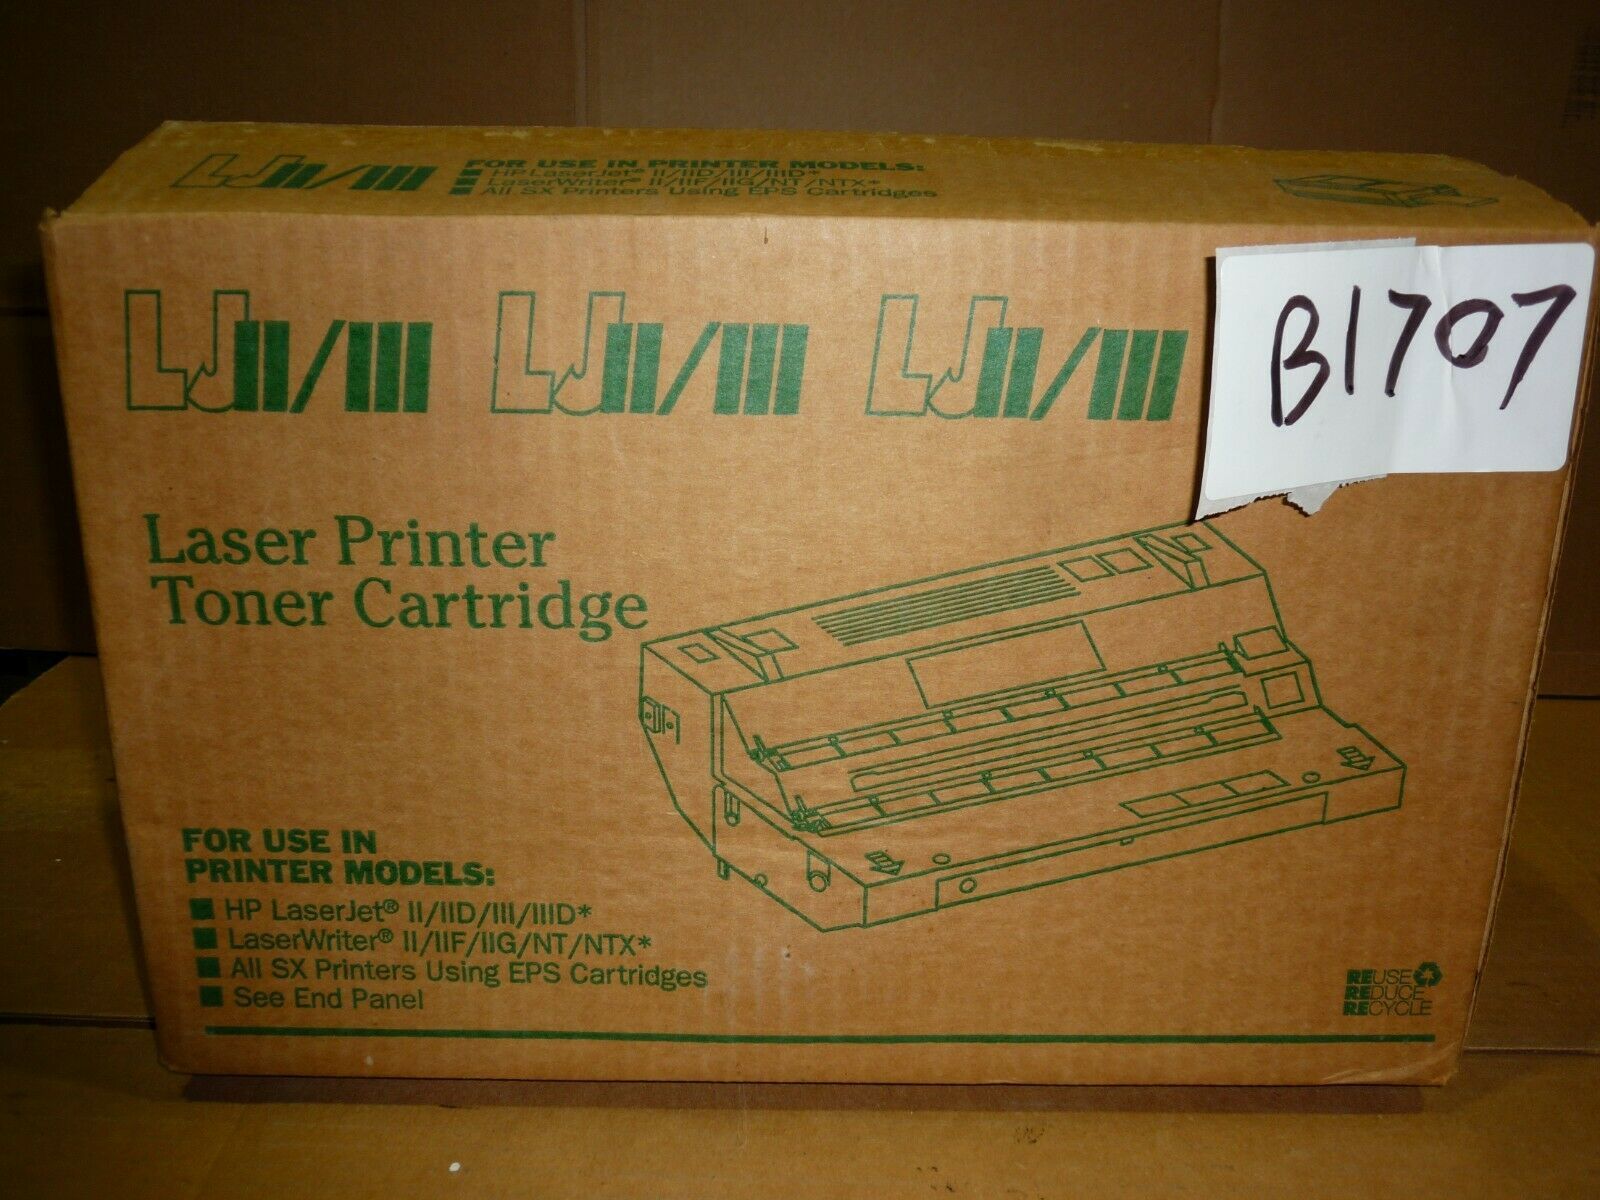 LJII/III
FOR USE IN PRINTER MODELS:
■ HP LaserJet® II/IID/III/IIID*
■ LaserWriter® II/IIF/IIG/NT/NTX*
■ All SX Printers Using EPS Cartridges
LJII/III LJII/III LJII/III
B1707
Laser Printer
Toner Cartridge
FOR USE IN
PRINTER MODELS:
■ HP LaserJet® II/IID/III/IIID*
■ LaserWriter® II/IIF/IIG/NT/NTX*
■ All SX Printers Using EPS Cartridges
■ See End Panel
REUSE
REDUCE
RECYCLE